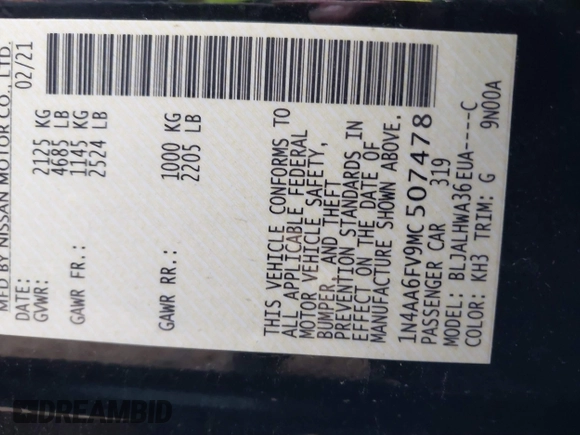 MFD BY NISSAN MOTOR CO., LTD.
DATE: 02/21
GVWR: 2125 KG
4685 LB
GAWR FR.: 1145 KG
2524 LB
GAWR RR.: 1000 KG
2205 LB
THIS VEHICLE CONFORMS TO
ALL APPLICABLE FEDERAL
MOTOR VEHICLE SAFETY,
BUMPER, AND THEFT
PREVENTION STANDARDS IN
EFFECT ON THE DATE OF
MANUFACTURE SHOWN ABOVE.
1N4AA6FV9MC507478
PASSENGER CAR 319
MODEL: BLJALHWA36EUA----C
COLOR: KH3 TRIM: G 9N00A
DREAMBID